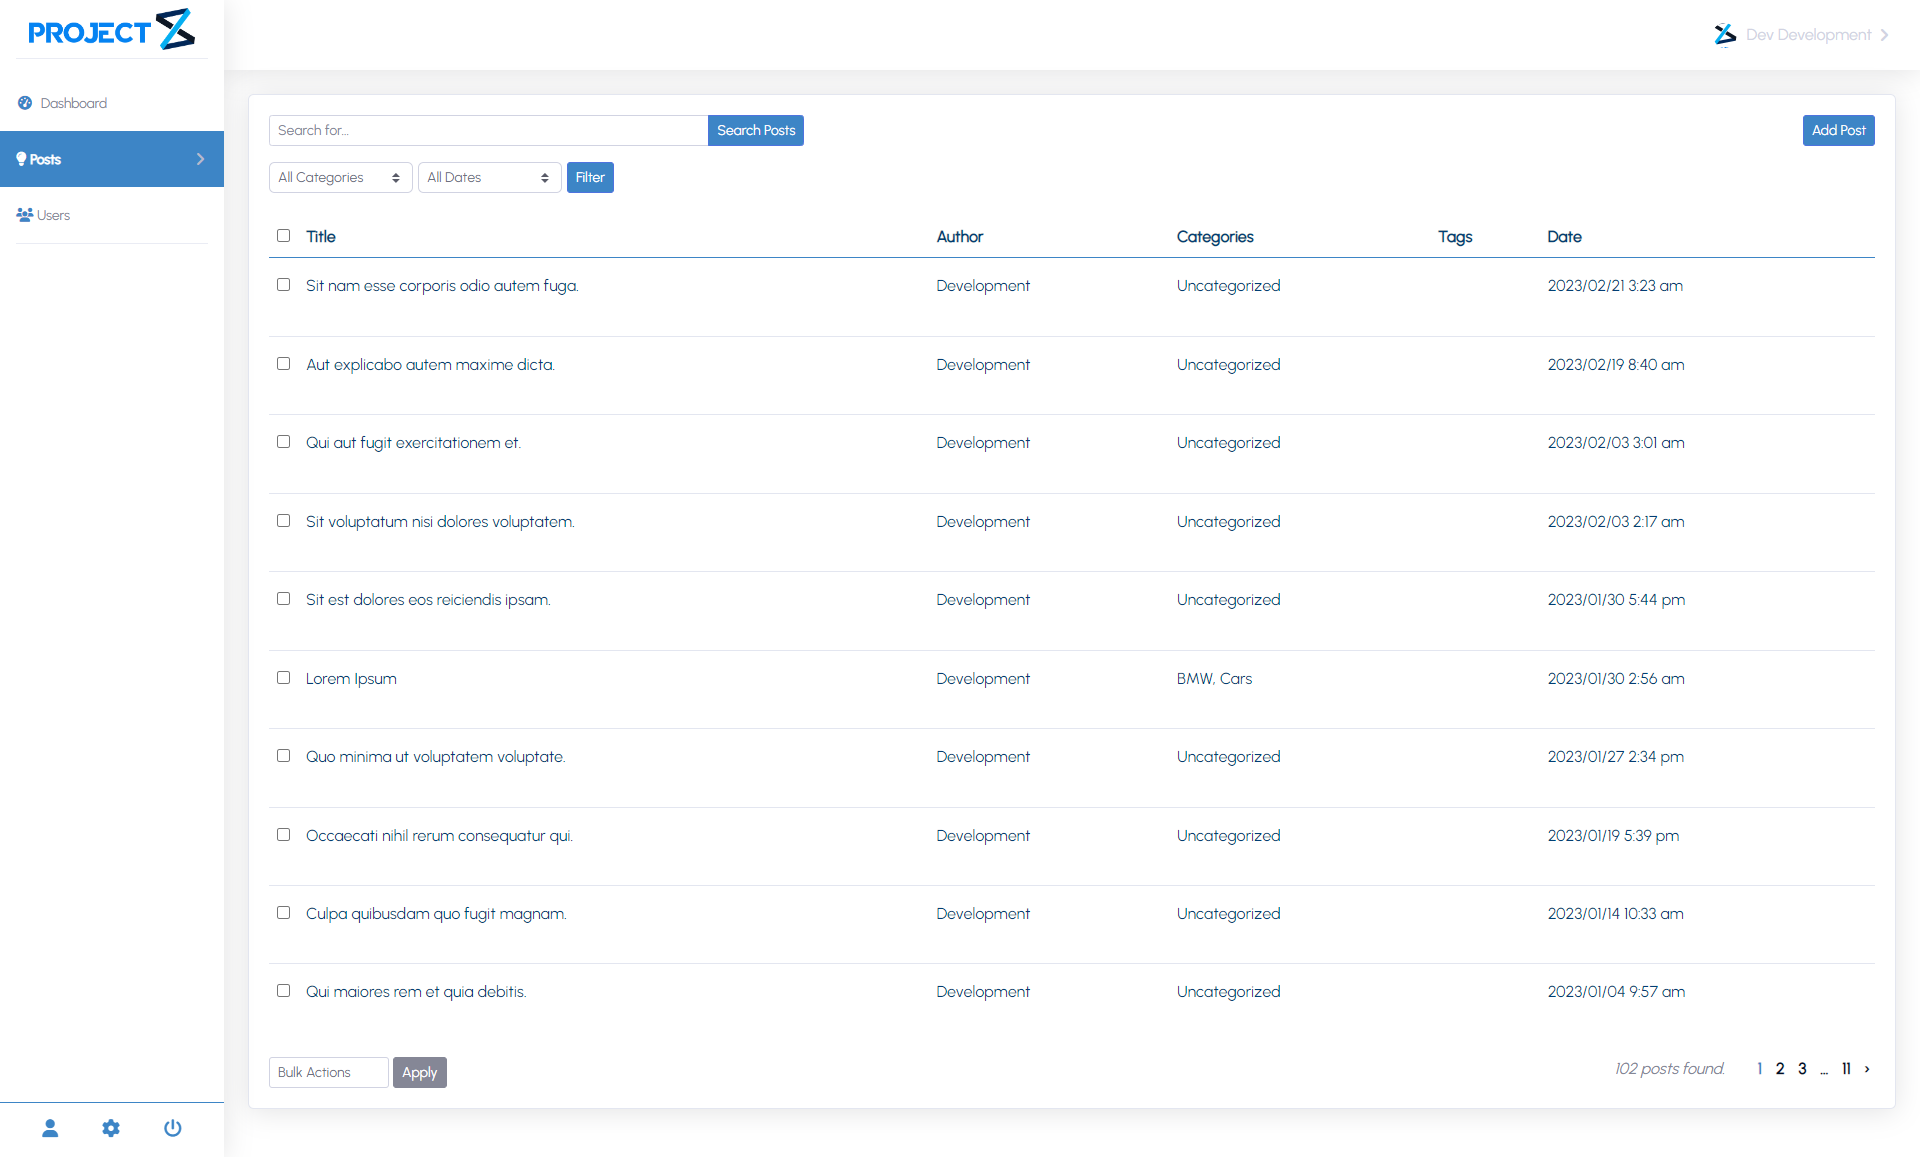 PROJECT
Dev Development
Dashboard
Posts
Users
Search for...
Search Posts
Add Post
All Categories
All Dates
Filter
Title Author Categories Tags Date
Sit nam esse corporis odio autem fuga. Development Uncategorized 2023/02/21 3:23 am
Aut explicabo autem maxime dicta. Development Uncategorized 2023/02/19 8:40 am
Qui aut fugit exercitationem et. Development Uncategorized 2023/02/03 3:01 am
Sit voluptatum nisi dolores voluptatem. Development Uncategorized 2023/02/03 2:17 am
Sit est dolores eos reiciendis ipsam. Development Uncategorized 2023/01/30 5:44 pm
Lorem Ipsum Development BMW, Cars 2023/01/30 2:56 am
Quo minima ut voluptatem voluptate. Development Uncategorized 2023/01/27 2:34 pm
Occaecati nihil rerum consequatur qui. Development Uncategorized 2023/01/19 5:39 pm
Culpa quibusdam quo fugit magnam. Development Uncategorized 2023/01/14 10:33 am
Qui maiores rem et quia debitis. Development Uncategorized 2023/01/04 9:57 am
Bulk Actions
Apply
102 posts found. 1 2 3 ... 11 ›